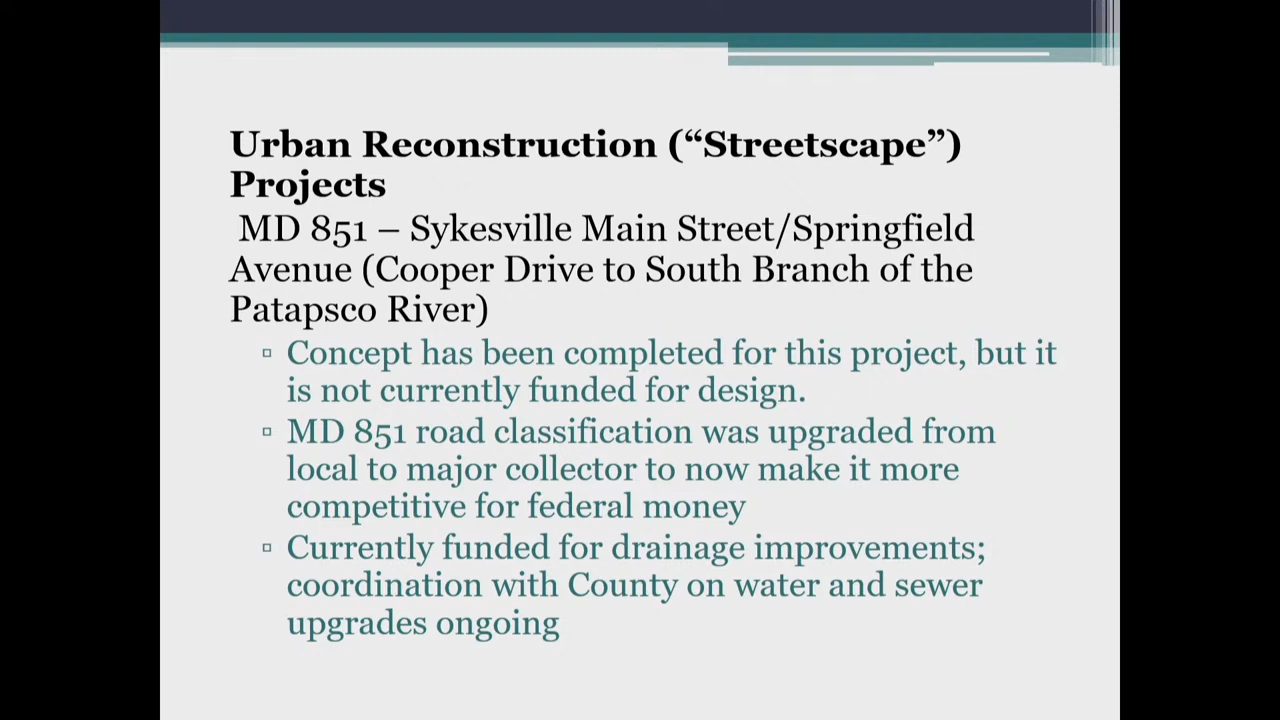 Urban Reconstruction (“Streetscape”)
Projects
MD 851 – Sykesville Main Street/Springfield
Avenue (Cooper Drive to South Branch of the
Patapsco River)
▫ Concept has been completed for this project, but it
is not currently funded for design.
▫ MD 851 road classification was upgraded from
local to major collector to now make it more
competitive for federal money
▫ Currently funded for drainage improvements;
coordination with County on water and sewer
upgrades ongoing